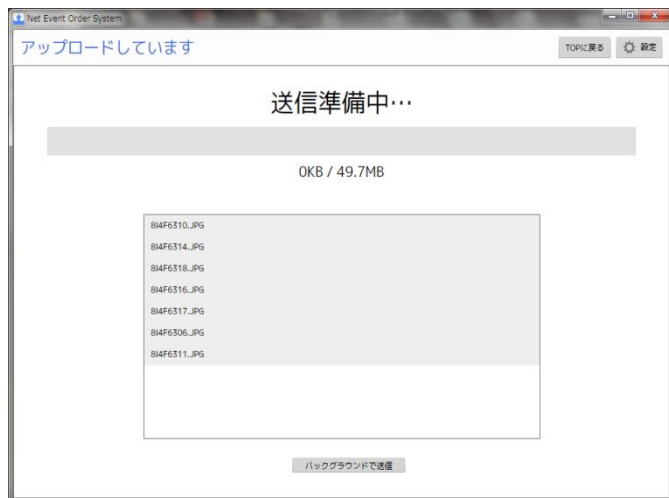 Net Event Order System
アップロードしています
TOPに戻る
設定
送信準備中…
0KB / 49.7MB
8I4F6310.JPG
8I4F6314.JPG
8I4F6318.JPG
8I4F6316.JPG
8I4F6317.JPG
8I4F6306.JPG
8I4F6311.JPG
バックグラウンドで送信